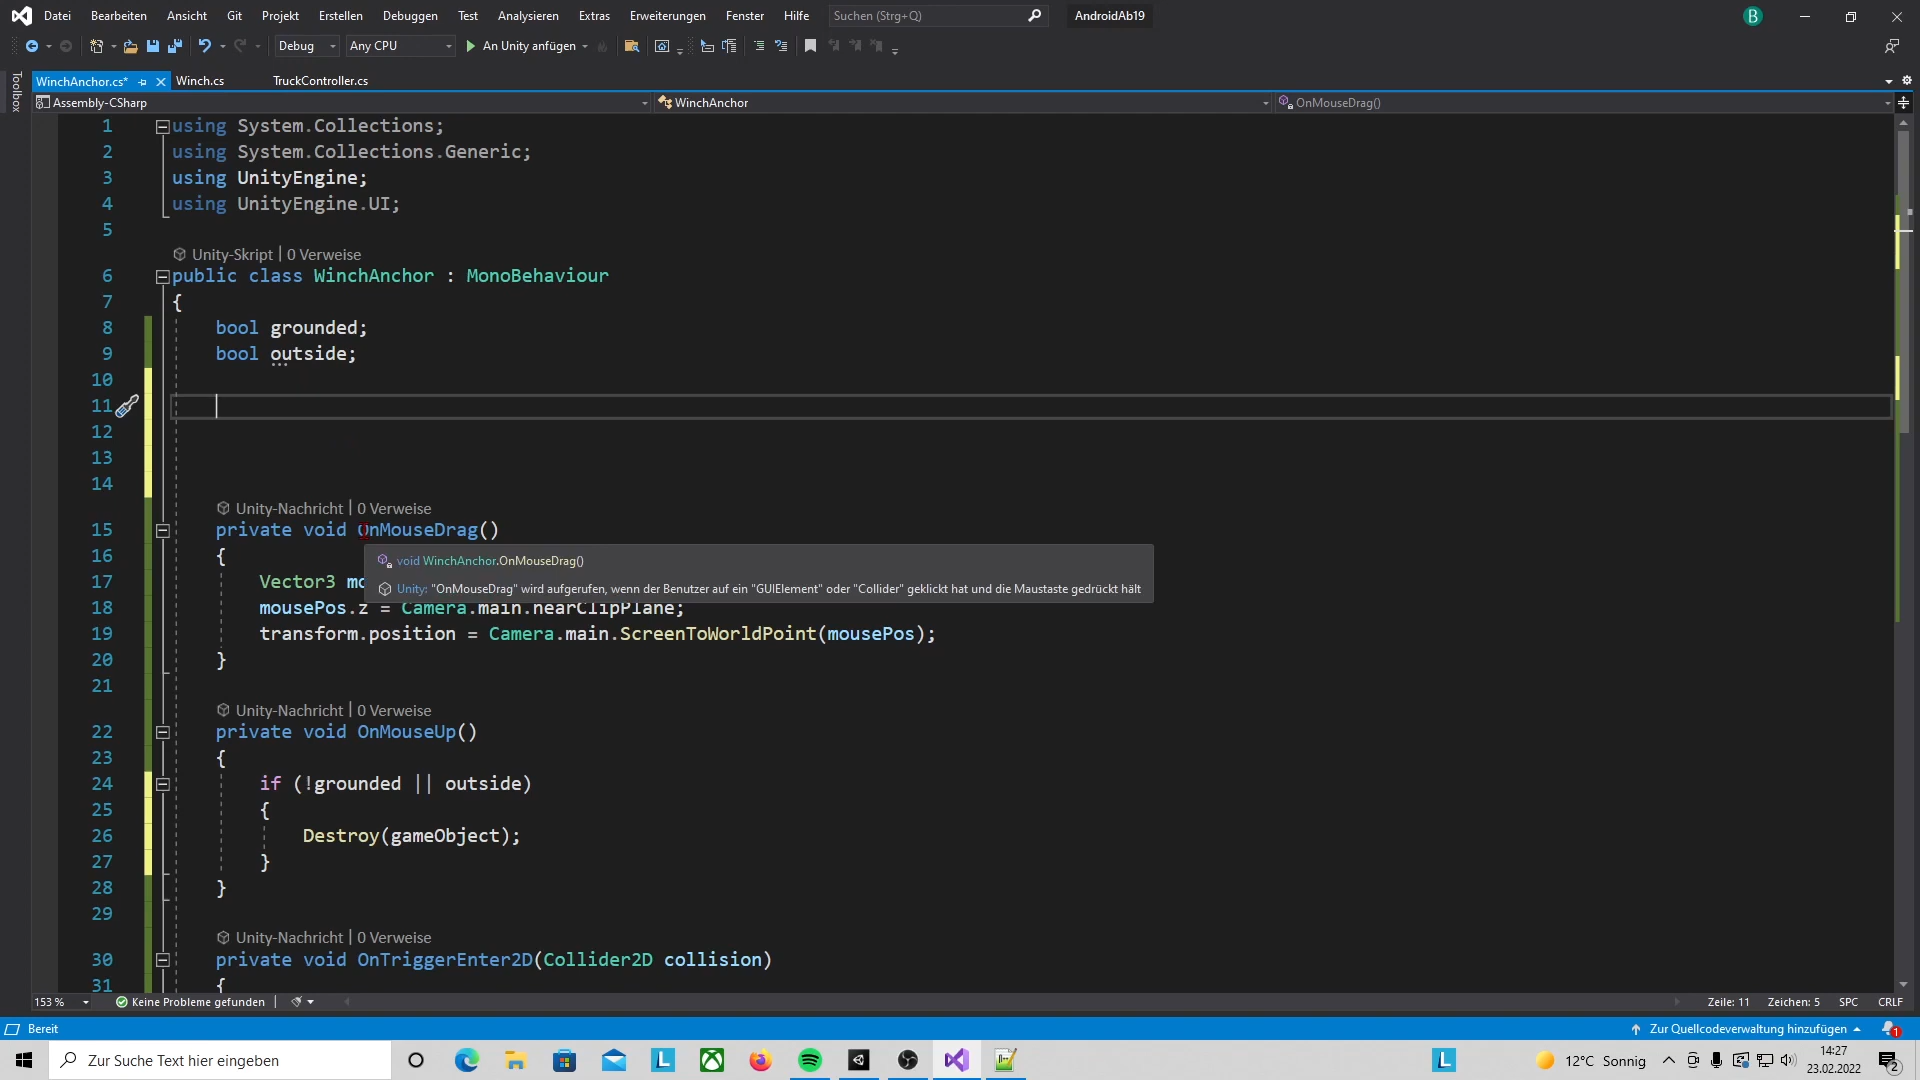 Datei Bearbeiten Ansicht Git Projekt Erstellen Debuggen Test Analysieren Extras Erweiterungen Fenster Hilfe Suchen (Strg+Q) AndroidAb19 B
Debug Any CPU An Unity anfügen
Toolbox
WinchAnchor.cs* Winch.cs TruckController.cs
Assembly-CSharp WinchAnchor OnMouseDrag()
1 using System.Collections;
2 using System.Collections.Generic;
3 using UnityEngine;
4 using UnityEngine.UI;
5
Unity-Skript | 0 Verweise
6 public class WinchAnchor : MonoBehaviour
7 {
8 bool grounded;
9 bool outside;
10
11
12
13
14
Unity-Nachricht | 0 Verweise
15 private void OnMouseDrag()
16 {
void WinchAnchor.OnMouseDrag()
17 Vector3 mo
Unity: "OnMouseDrag" wird aufgerufen, wenn der Benutzer auf ein "GUIElement" oder "Collider" geklickt hat und die Maustaste gedrückt hält
18 mousePos.z = Camera.main.nearClipPlane;
19 transform.position = Camera.main.ScreenToWorldPoint(mousePos);
20 }
21
Unity-Nachricht | 0 Verweise
22 private void OnMouseUp()
23 {
24 if (!grounded || outside)
25 {
26 Destroy(gameObject);
27 }
28 }
29
Unity-Nachricht | 0 Verweise
30 private void OnTriggerEnter2D(Collider2D collision)
31 {
153 % Keine Probleme gefunden Zeile: 11 Zeichen: 5 SPC CRLF
Bereit Zur Quellcodeverwaltung hinzufügen 1
Zur Suche Text hier eingeben L L 12°C Sonnig 14:27
23.02.2022 2